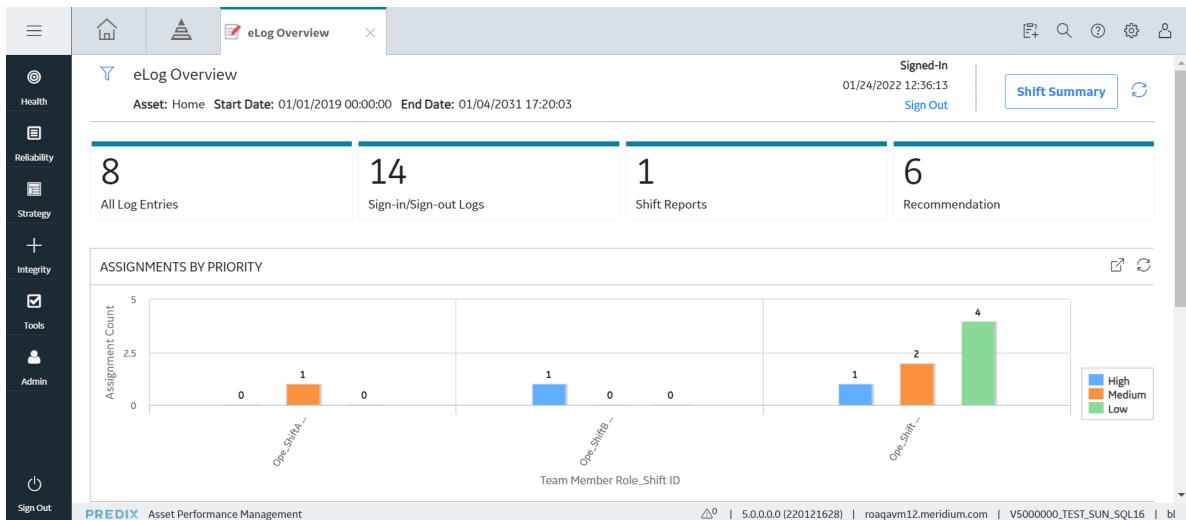 eLog Overview
Health
Reliability
Strategy
Integrity
Tools
Admin
Sign Out
eLog Overview
Asset: Home Start Date: 01/01/2019 00:00:00 End Date: 01/04/2031 17:20:03
Signed-In
01/24/2022 12:36:13
Sign Out
Shift Summary
8
All Log Entries
14
Sign-in/Sign-out Logs
1
Shift Reports
6
Recommendation
ASSIGNMENTS BY PRIORITY
Assignment Count
5
2.5
0
0
1
0
1
0
0
1
2
4
Ope_ShiftA ...
Ope_ShiftB ...
Ope_Shift ...
Team Member Role_Shift ID
High
Medium
Low
PREDIX Asset Performance Management
0 | 5.0.0.0.0 (220121628) | roaqavm12.meridium.com | V5000000_TEST_SUN_SQL16 | bl